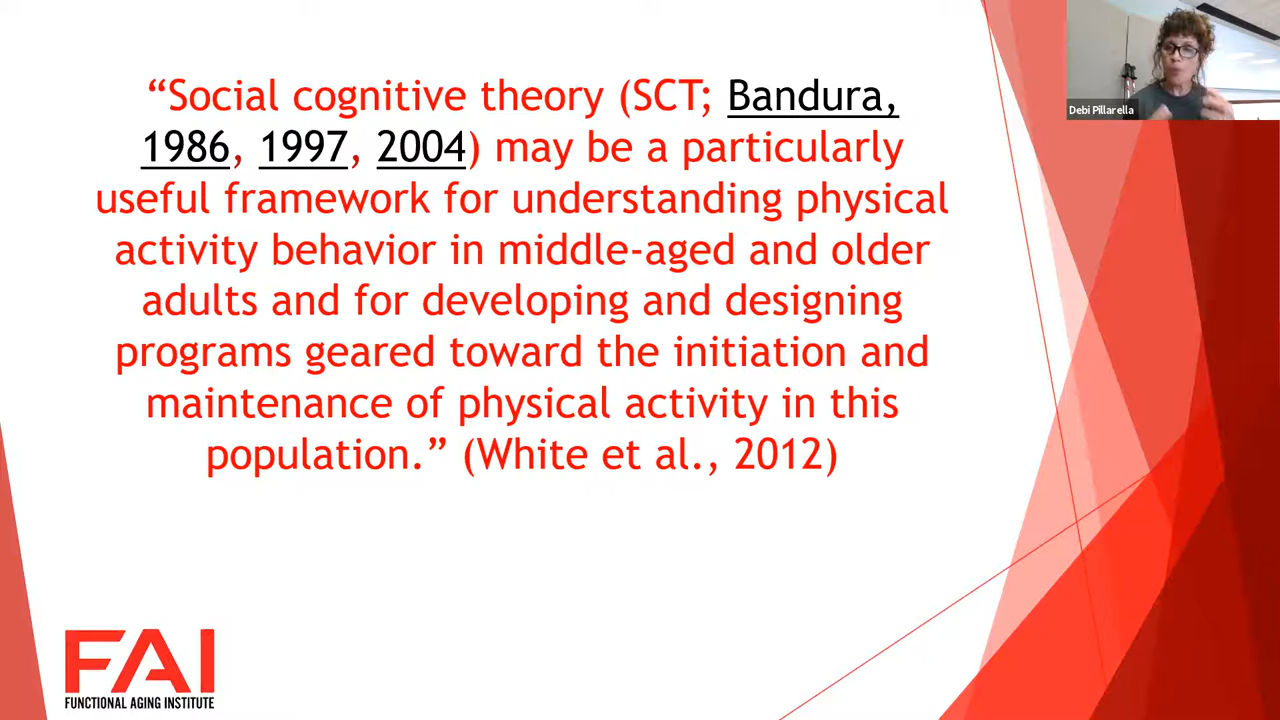 “Social cognitive theory (SCT; Bandura,
1986, 1997, 2004) may be a particularly
useful framework for understanding physical
activity behavior in middle-aged and older
adults and for developing and designing
programs geared toward the initiation and
maintenance of physical activity in this
population.” (White et al., 2012)
Debi Pillarella
FAI
FUNCTIONAL AGING INSTITUTE